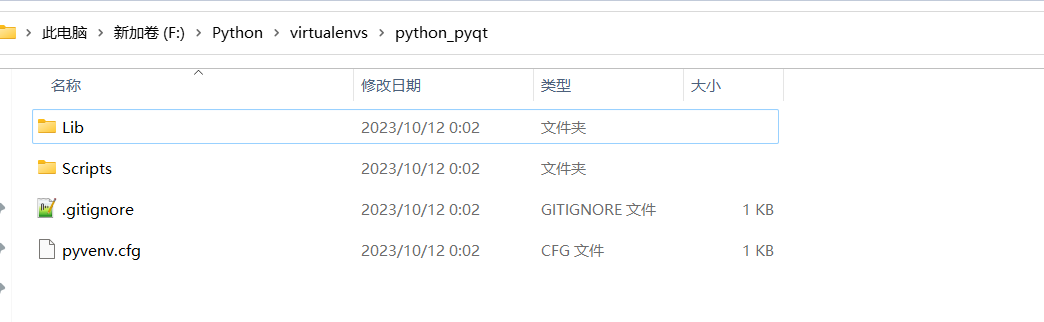 此电脑 > 新加卷 (F:) > Python > virtualenvs > python_pyqt
名称 修改日期 类型 大小
Lib 2023/10/12 0:02 文件夹
Scripts 2023/10/12 0:02 文件夹
.gitignore 2023/10/12 0:02 GITIGNORE 文件 1 KB
pyvenv.cfg 2023/10/12 0:02 CFG 文件 1 KB